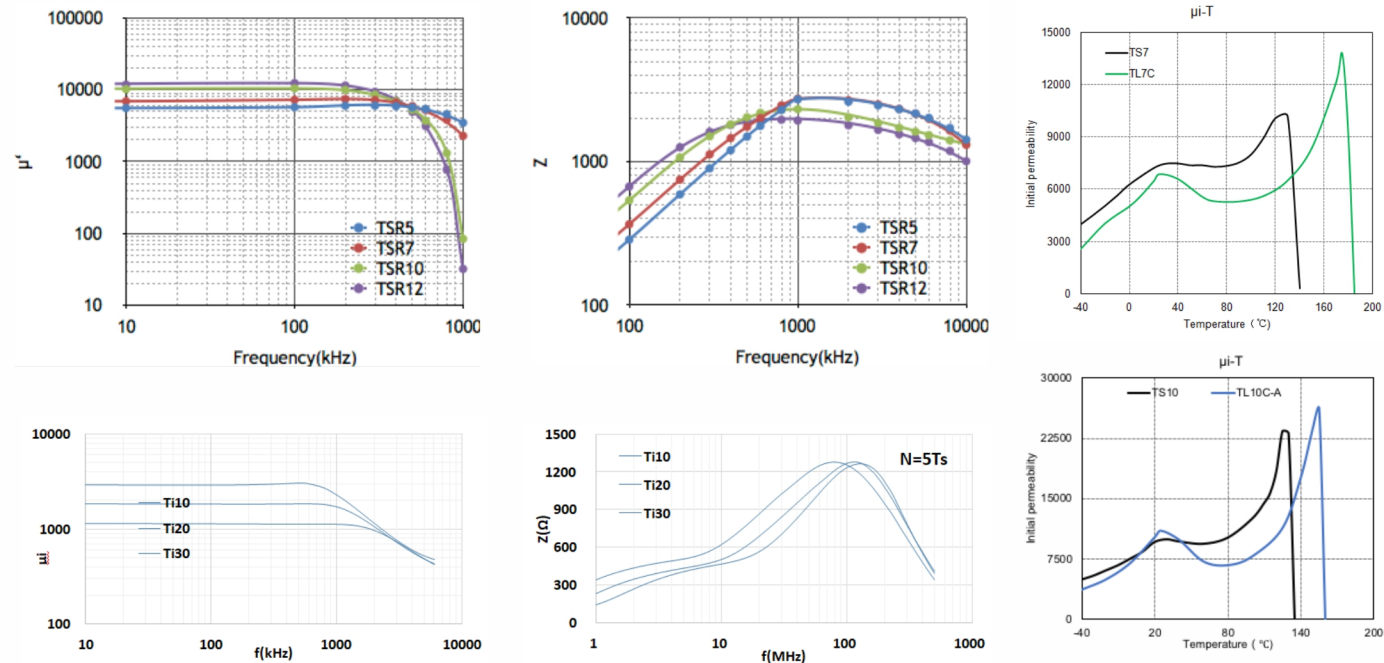 100000
10000
1000
100
10
μ'
TSR5
TSR7
TSR10
TSR12
10
100
1000
Frequency(kHz)
10000
1000
100
Z
TSR5
TSR7
TSR10
TSR12
100
1000
10000
Frequency(kHz)
μi-T
15000
12000
9000
6000
3000
0
Initial permeability
TS7
TL7C
-40
0
40
80
120
160
200
Temperature（℃）
10000
1000
100
μi
Ti10
Ti20
Ti30
10
100
1000
10000
f(kHz)
1500
1200
900
600
300
0
Z(Ω)
Ti10
Ti20
Ti30
N=5Ts
1
10
100
1000
f(MHz)
μi-T
30000
22500
15000
7500
0
Initial permeability
TS10
TL10C-A
-40
20
80
140
200
Temperature（℃）